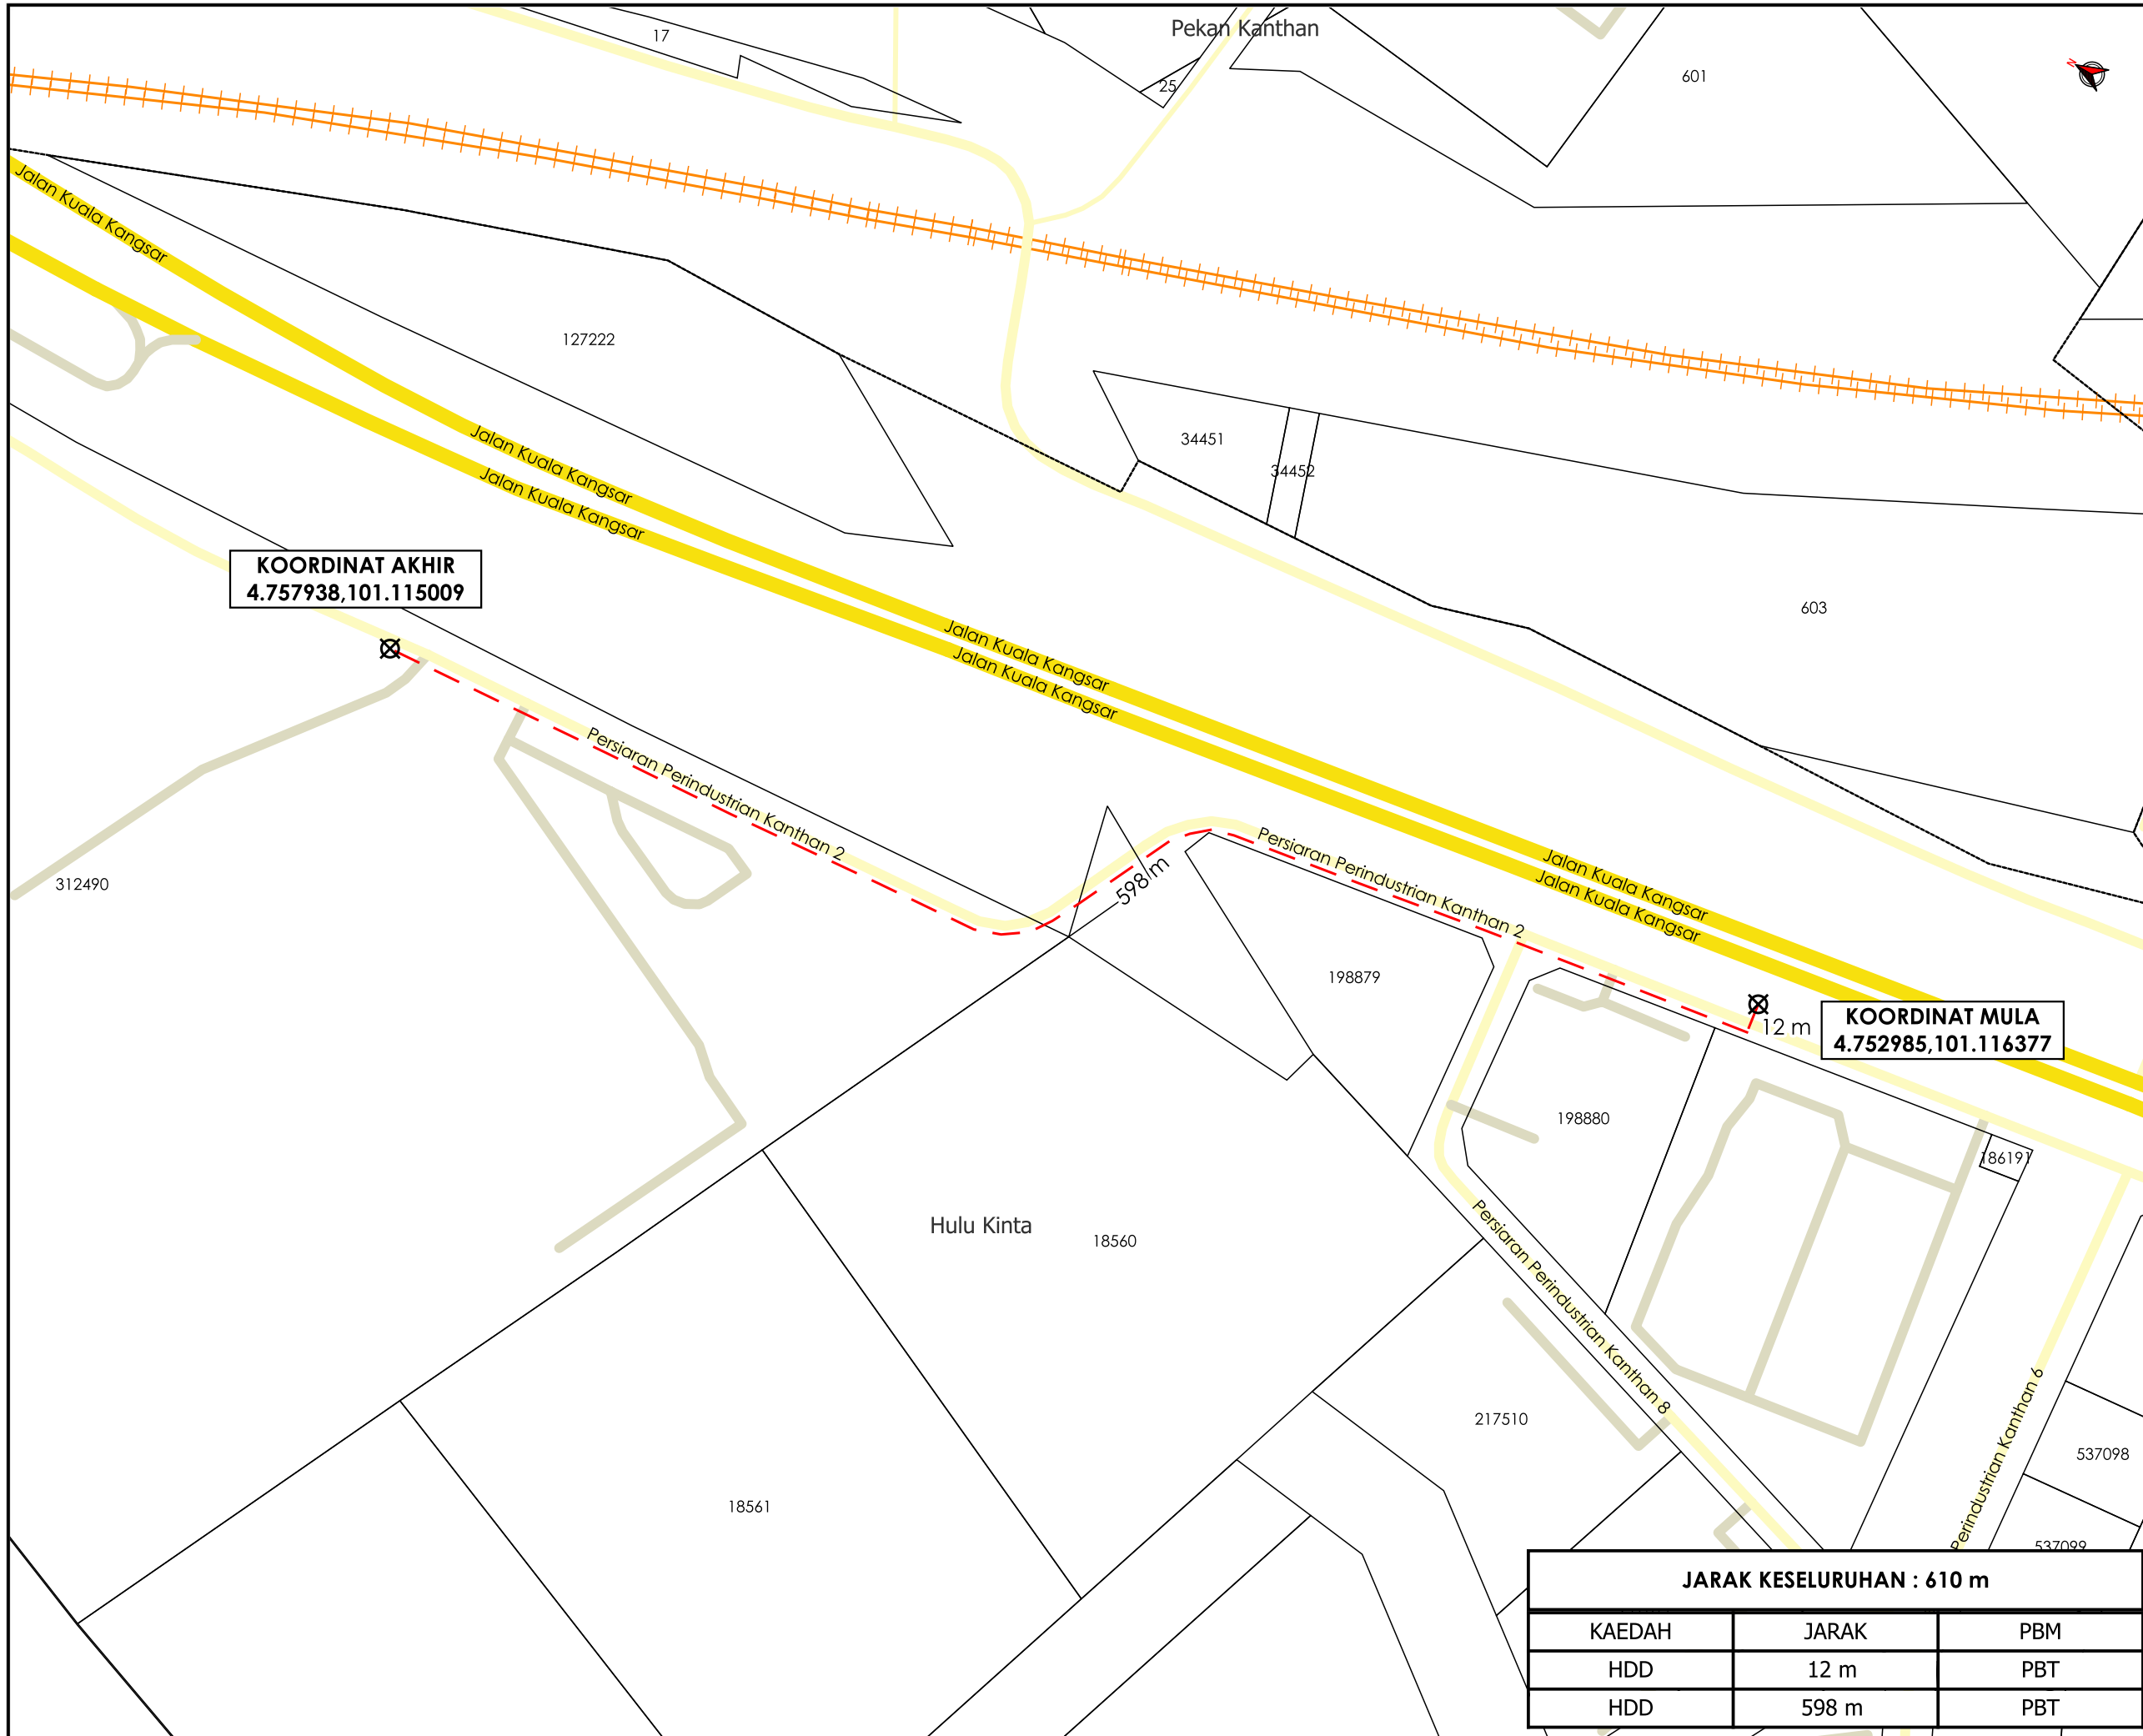 Pekan Kanthan
17
25
601
N
Jalan Kuala Kangsar
127222
34451
34452
Jalan Kuala Kangsar
Jalan Kuala Kangsar
KOORDINAT AKHIR
4.757938,101.115009
603
Jalan Kuala Kangsar
Jalan Kuala Kangsar
Persiaran Perindustrian Kanthan 2
598 m
Persiaran Perindustrian Kanthan 2
Jalan Kuala Kangsar
Jalan Kuala Kangsar
312490
198879
KOORDINAT MULA
4.752985,101.116377
12 m
198880
186191
Hulu Kinta
18560
Persiaran Perindustrian Kanthan 8
217510
Perindustrian Kanthan 6
537098
18561
537099
JARAK KESELURUHAN : 610 m
KAEDAH JARAK PBM
HDD 12 m PBT
HDD 598 m PBT